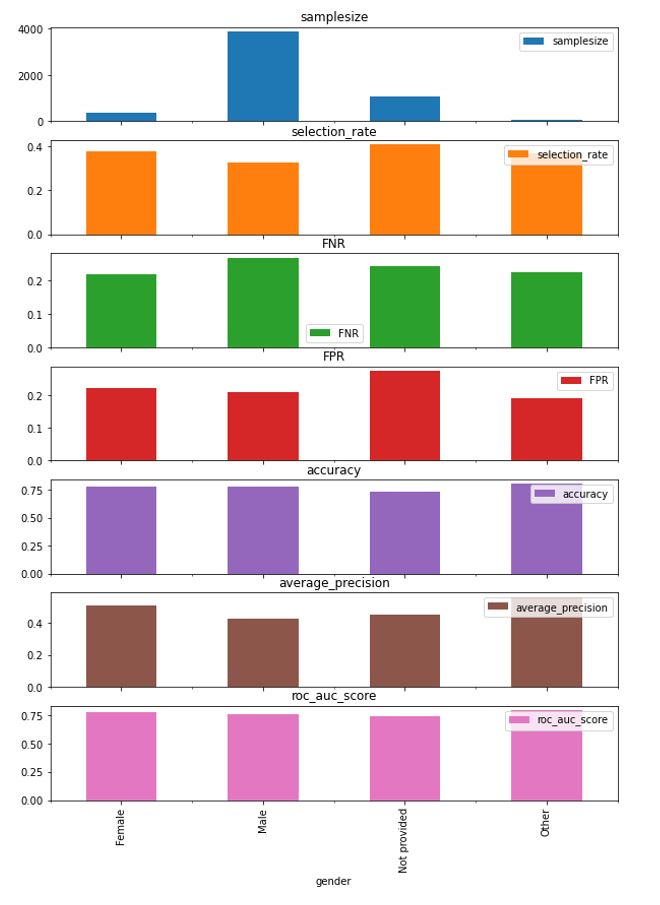 samplesize
4000
2000
0
samplesize
selection_rate
0.4
0.2
0.0
selection_rate
FNR
0.2
0.1
0.0
FNR
FPR
0.2
0.1
0.0
FPR
accuracy
0.75
0.50
0.25
0.00
accuracy
average_precision
0.4
0.2
0.0
average_precision
roc_auc_score
0.75
0.50
0.25
0.00
roc_auc_score
Female
Male
Not provided
Other
gender